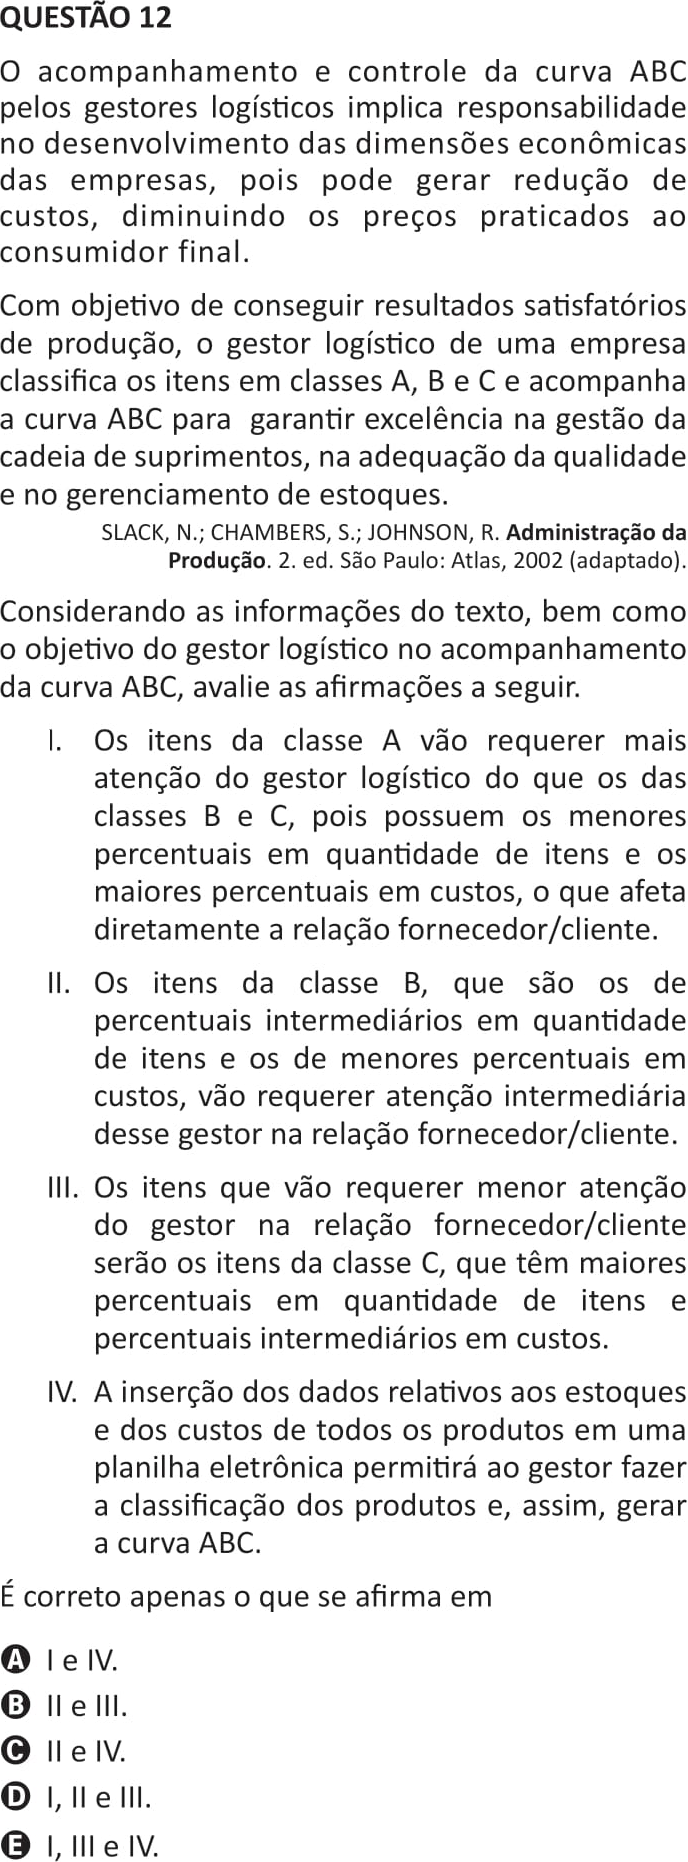 QUESTÃO 12
O acompanhamento e controle da curva ABC
pelos gestores logísticos implica responsabilidade
no desenvolvimento das dimensões econômicas
das empresas, pois pode gerar redução de
custos, diminuindo os preços praticados ao
consumidor final.
Com objetivo de conseguir resultados satisfatórios
de produção, o gestor logístico de uma empresa
classifica os itens em classes A, B e C e acompanha
a curva ABC para garantir excelência na gestão da
cadeia de suprimentos, na adequação da qualidade
e no gerenciamento de estoques.
SLACK, N.; CHAMBERS, S.; JOHNSON, R. Administração da
Produção. 2. ed. São Paulo: Atlas, 2002 (adaptado).
Considerando as informações do texto, bem como
o objetivo do gestor logístico no acompanhamento
da curva ABC, avalie as afirmações a seguir.
I. Os itens da classe A vão requerer mais
atenção do gestor logístico do que os das
classes B e C, pois possuem os menores
percentuais em quantidade de itens e os
maiores percentuais em custos, o que afeta
diretamente a relação fornecedor/cliente.
II. Os itens da classe B, que são os de
percentuais intermediários em quantidade
de itens e os de menores percentuais em
custos, vão requerer atenção intermediária
desse gestor na relação fornecedor/cliente.
III. Os itens que vão requerer menor atenção
do gestor na relação fornecedor/cliente
serão os itens da classe C, que têm maiores
percentuais em quantidade de itens e
percentuais intermediários em custos.
IV. A inserção dos dados relativos aos estoques
e dos custos de todos os produtos em uma
planilha eletrônica permitirá ao gestor fazer
a classificação dos produtos e, assim, gerar
a curva ABC.
É correto apenas o que se afirma em
A I e IV.
B II e III.
C II e IV.
D I, II e III.
E I, III e IV.